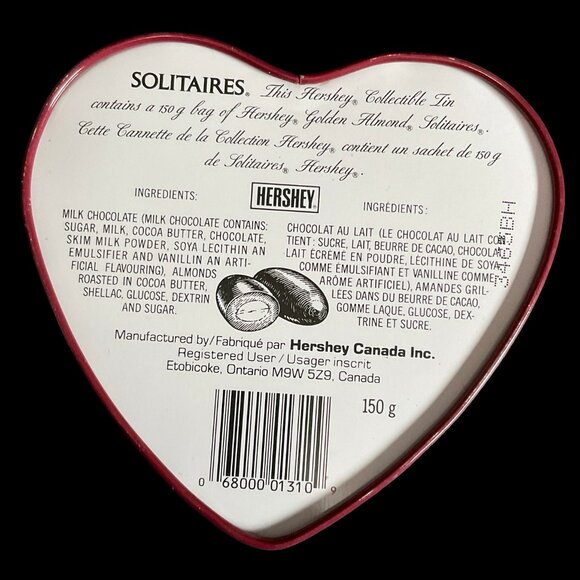 SOLITAIRES® This Hershey® Collectible Tin
contains a 150 g bag of Hershey® Golden Almond® Solitaires®.
Cette Cannette de la Collection Hershey® contient un sachet de 150 g
de Solitaires® Hershey®.
HERSHEY®
INGREDIENTS:
MILK CHOCOLATE (MILK CHOCOLATE CONTAINS:
SUGAR, MILK, COCOA BUTTER, CHOCOLATE,
SKIM MILK POWDER, SOYA LECITHIN AN
EMULSIFIER AND VANILLIN AN ARTI-
FICIAL FLAVOURING), ALMONDS
ROASTED IN COCOA BUTTER,
SHELLAC, GLUCOSE, DEXTRIN
AND SUGAR.
INGRÉDIENTS:
CHOCOLAT AU LAIT (LE CHOCOLAT AU LAIT CON-
TIENT: SUCRE, LAIT, BEURRE DE CACAO, CHOCOLAT,
LAIT ÉCRÉMÉ EN POUDRE, LÉCITHINE DE SOYA
COMME EMULSIFIANT ET VANILLINE COMME
ARÔME ARTIFICIEL), AMANDES GRIL-
LÉES DANS DU BEURRE DE CACAO,
GOMME LAQUE, GLUCOSE, DEX-
TRINE ET SUCRE.
Manufactured by/Fabriqué par Hershey Canada Inc.
Registered User/Usager inscrit
Etobicoke, Ontario M9W 5Z9, Canada
150 g
0 68000 01310 9